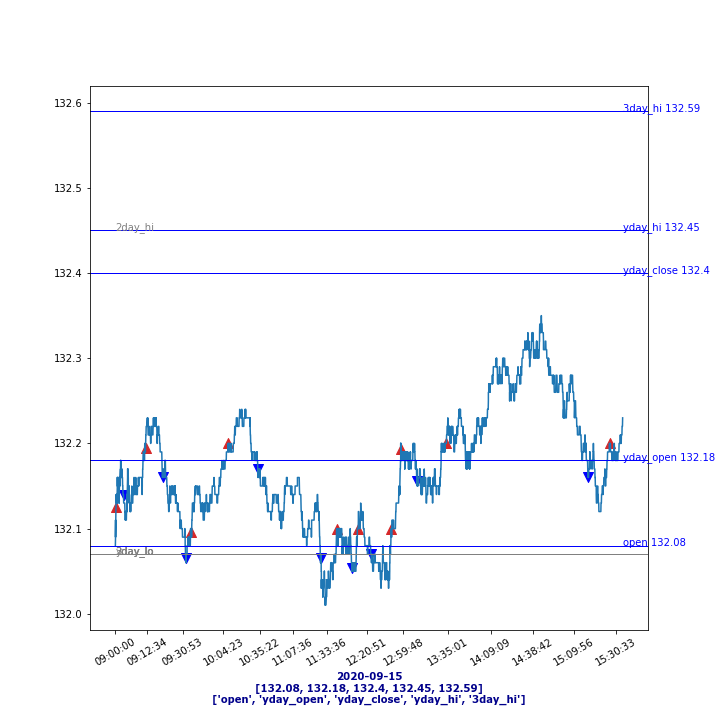 132.6
3day_hi 132.59
132.5
2day_hi
yday_hi 132.45
132.4
yday_close 132.4
132.3
132.2
yday_open 132.18
132.1
open 132.08
132.0
09:00:00 09:12:34 09:30:53 10:04:23 10:35:22 11:07:36 11:33:36 12:20:51 12:59:48 13:35:01 14:09:09 14:38:42 15:09:56 15:30:33
2020-09-15
[132.08, 132.18, 132.4, 132.45, 132.59]
['open', 'yday_open', 'yday_close', 'yday_hi', '3day_hi']